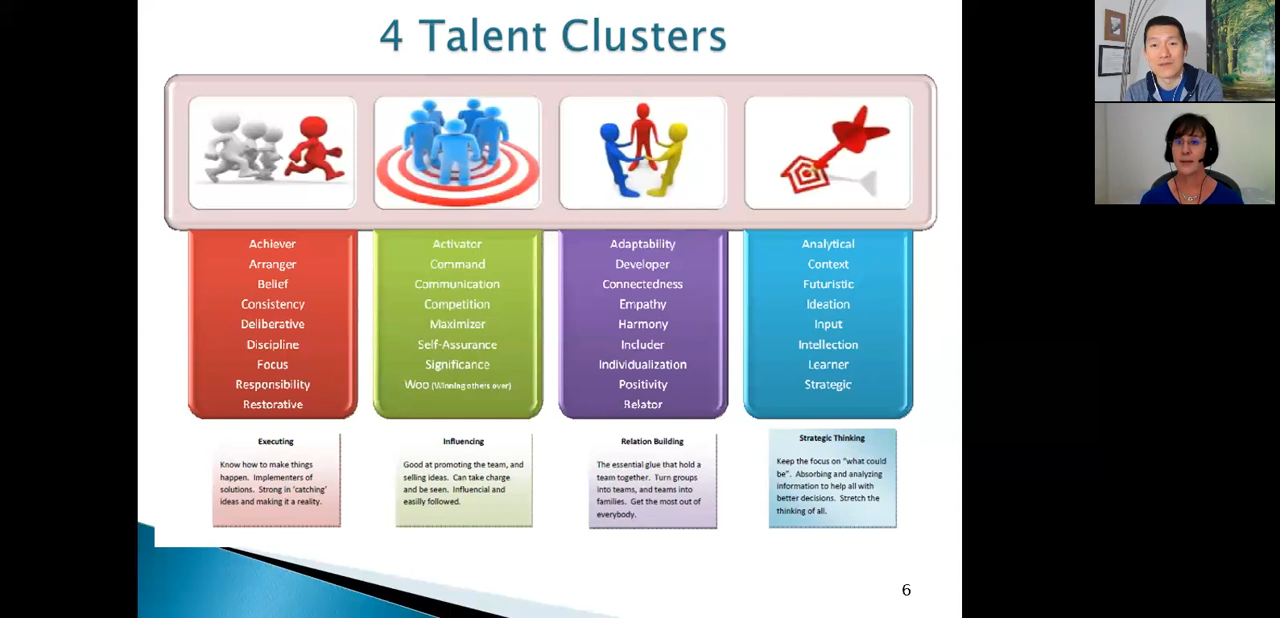 4 Talent Clusters
Achiever
Arranger
Belief
Consistency
Deliberative
Discipline
Focus
Responsibility
Restorative
Activator
Command
Communication
Competition
Maximizer
Self-Assurance
Significance
Woo (Winning others over)
Adaptability
Developer
Connectedness
Empathy
Harmony
Includer
Individualization
Positivity
Relator
Analytical
Context
Futuristic
Ideation
Input
Intellection
Learner
Strategic
Executing
Know how to make things
happen. Implementers of
solutions. Strong in 'catching'
ideas and making it a reality.
Influencing
Good at promoting the team, and
selling ideas. Can take charge
and be seen. Influencial and
easilly followed.
Relation Building
The essential glue that hold a
team together. Turn groups
into teams, and teams into
families. Get the most out of
everybody.
Strategic Thinking
Keep the focus on "what could
be". Absorbing and analyzing
information to help all with
better decisions. Stretch the
thinking of all.
6